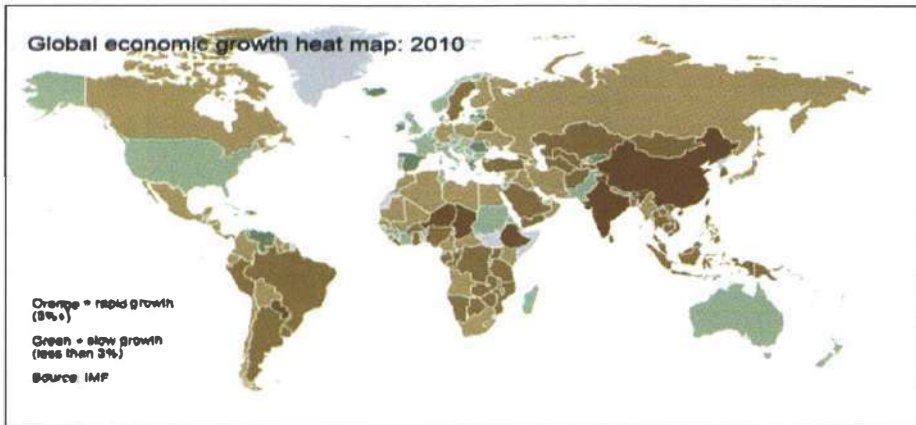 Global economic growth heat map: 2010
Orange = rapid growth
(3%+)
Green = slow growth
(less than 3%)
Source: IMF